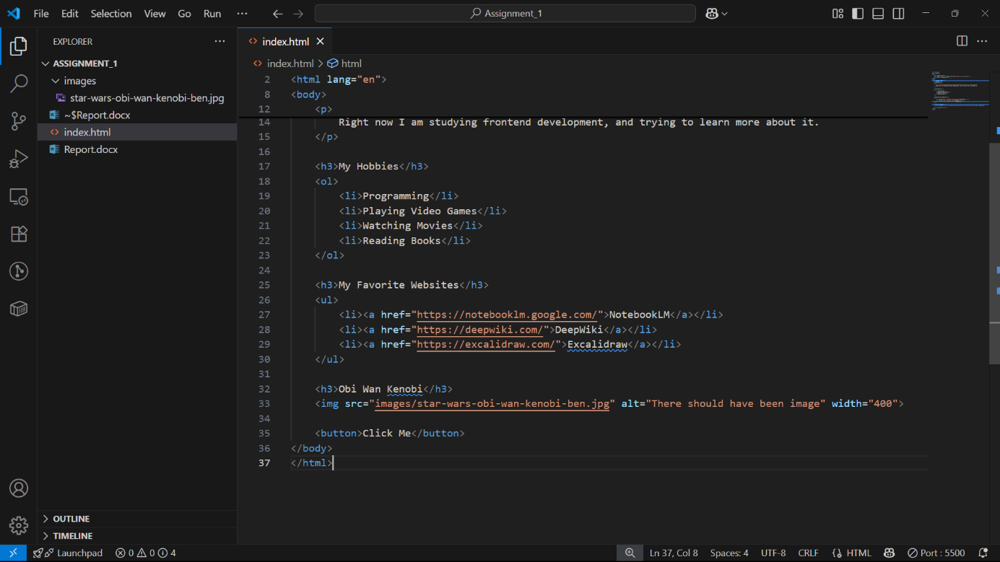 File Edit Selection View Go Run ··· Assignment_1
EXPLORER ···
ASSIGNMENT_1
images
star-wars-obi-wan-kenobi-ben.jpg
~$Report.docx
index.html
Report.docx
OUTLINE
TIMELINE
index.html
index.html > html
2 <html lang="en">
8 <body>
12 <p>
14 Right now I am studying frontend development, and trying to learn more about it.
15 </p>
16
17 <h3>My Hobbies</h3>
18 <ol>
19 <li>Programming</li>
20 <li>Playing Video Games</li>
21 <li>Watching Movies</li>
22 <li>Reading Books</li>
23 </ol>
24
25 <h3>My Favorite Websites</h3>
26 <ul>
27 <li><a href="https://notebooklm.google.com/">NotebookLM</a></li>
28 <li><a href="https://deepwiki.com/">DeepWiki</a></li>
29 <li><a href="https://excalidraw.com/">Excalidraw</a></li>
30 </ul>
31
32 <h3>Obi Wan Kenobi</h3>
33 <img src="images/star-wars-obi-wan-kenobi-ben.jpg" alt="There should have been image" width="400">
34
35 <button>Click Me</button>
36 </body>
37 </html>
Launchpad 0 0 4 Ln 37, Col 8 Spaces: 4 UTF-8 CRLF {} HTML Port : 5500